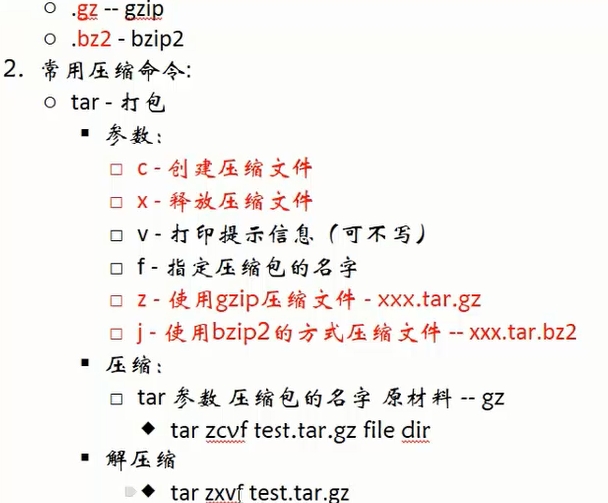 .gz -- gzip
.bz2 - bzip2
2. 常用压缩命令:
tar - 打包
参数:
c - 创建压缩文件
x - 释放压缩文件
v - 打印提示信息（可不写）
f - 指定压缩包的名字
z - 使用gzip压缩文件 - xxx.tar.gz
j - 使用bzip2的方式压缩文件 -- xxx.tar.bz2
压缩:
tar 参数 压缩包的名字 原材料 -- gz
tar zcvf test.tar.gz file dir
解压缩
tar zxvf test.tar.gz